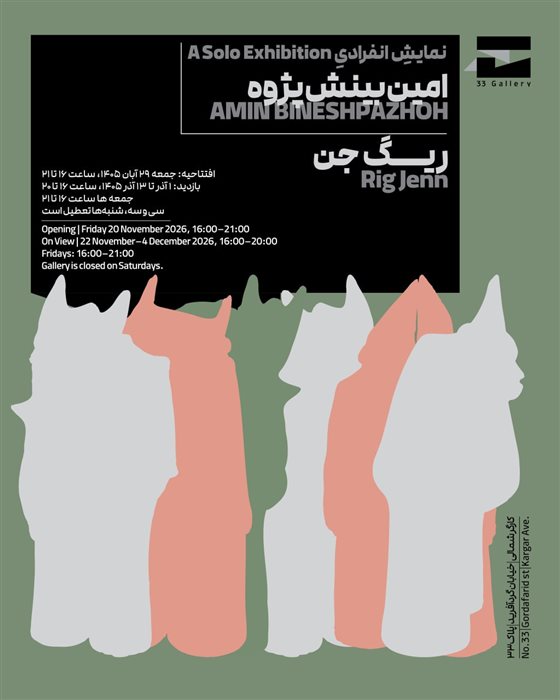 33 Gallery
نمایشِ انفرادیِ A Solo Exhibition
امین بینش‌پژوه
AMIN BINESHPAZHOH
ریگ جن
Rig Jenn
افتتاحیه: جمعه ۲۹ آبان ۱۴۰۵، ساعت ۱۶ تا ۲۱
بازدید: ۱ آذر تا ۱۳ آذر ۱۴۰۵، ساعت ۱۶ تا ۲۰
جمعه ها ساعت ۱۶ تا ۲۱
سی و سه، شنبه‌ها تعطیل است
Opening | Friday 20 November 2026, 16:00–21:00
On View | 22 November–4 December 2026, 16:00–20:00
Fridays: 16:00–21:00
Gallery is closed on Saturdays.
کارگر شمالی | خیابان گردآفرید | پلاک ۳۳
No. 33 | Gordafarid st | Kargar Ave.